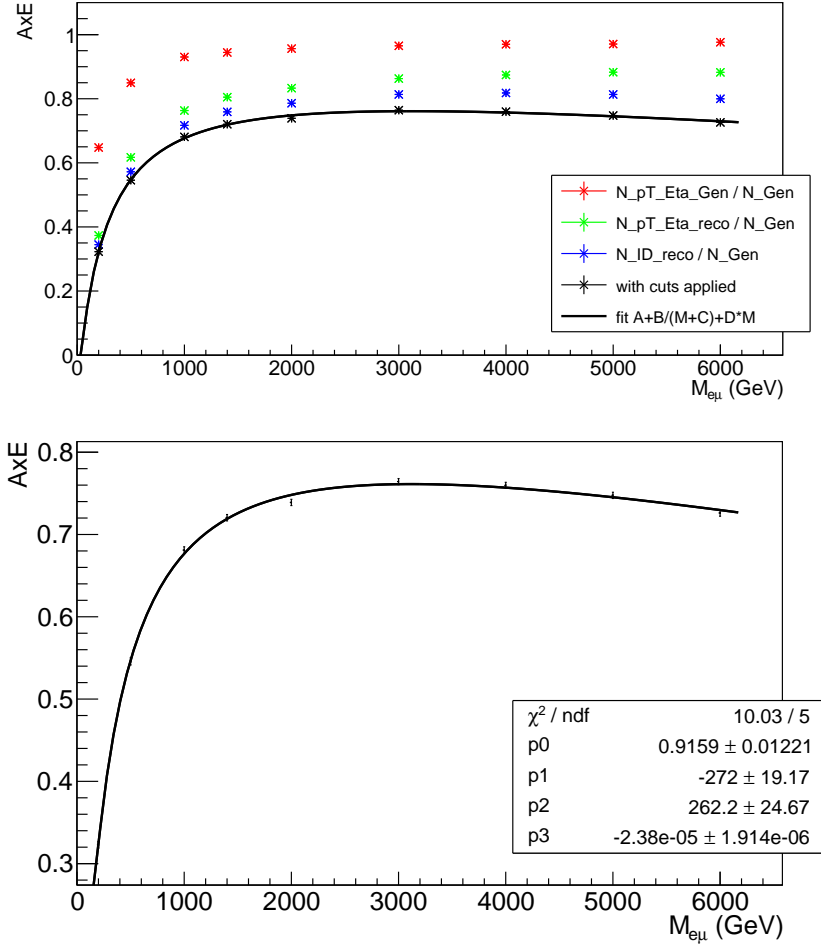 AxE
1
0.8
0.6
0.4
0.2
0
N_pT_Eta_Gen / N_Gen
N_pT_Eta_reco / N_Gen
N_ID_reco / N_Gen
with cuts applied
fit A+B/(M+C)+D*M
0 1000 2000 3000 4000 5000 6000
M_{eμ} (GeV)
AxE
0.8
0.7
0.6
0.5
0.4
0.3
χ² / ndf 10.03 / 5
p0 0.9159 ± 0.01221
p1 -272 ± 19.17
p2 262.2 ± 24.67
p3 -2.38e-05 ± 1.914e-06
0 1000 2000 3000 4000 5000 6000
M_{eμ} (GeV)